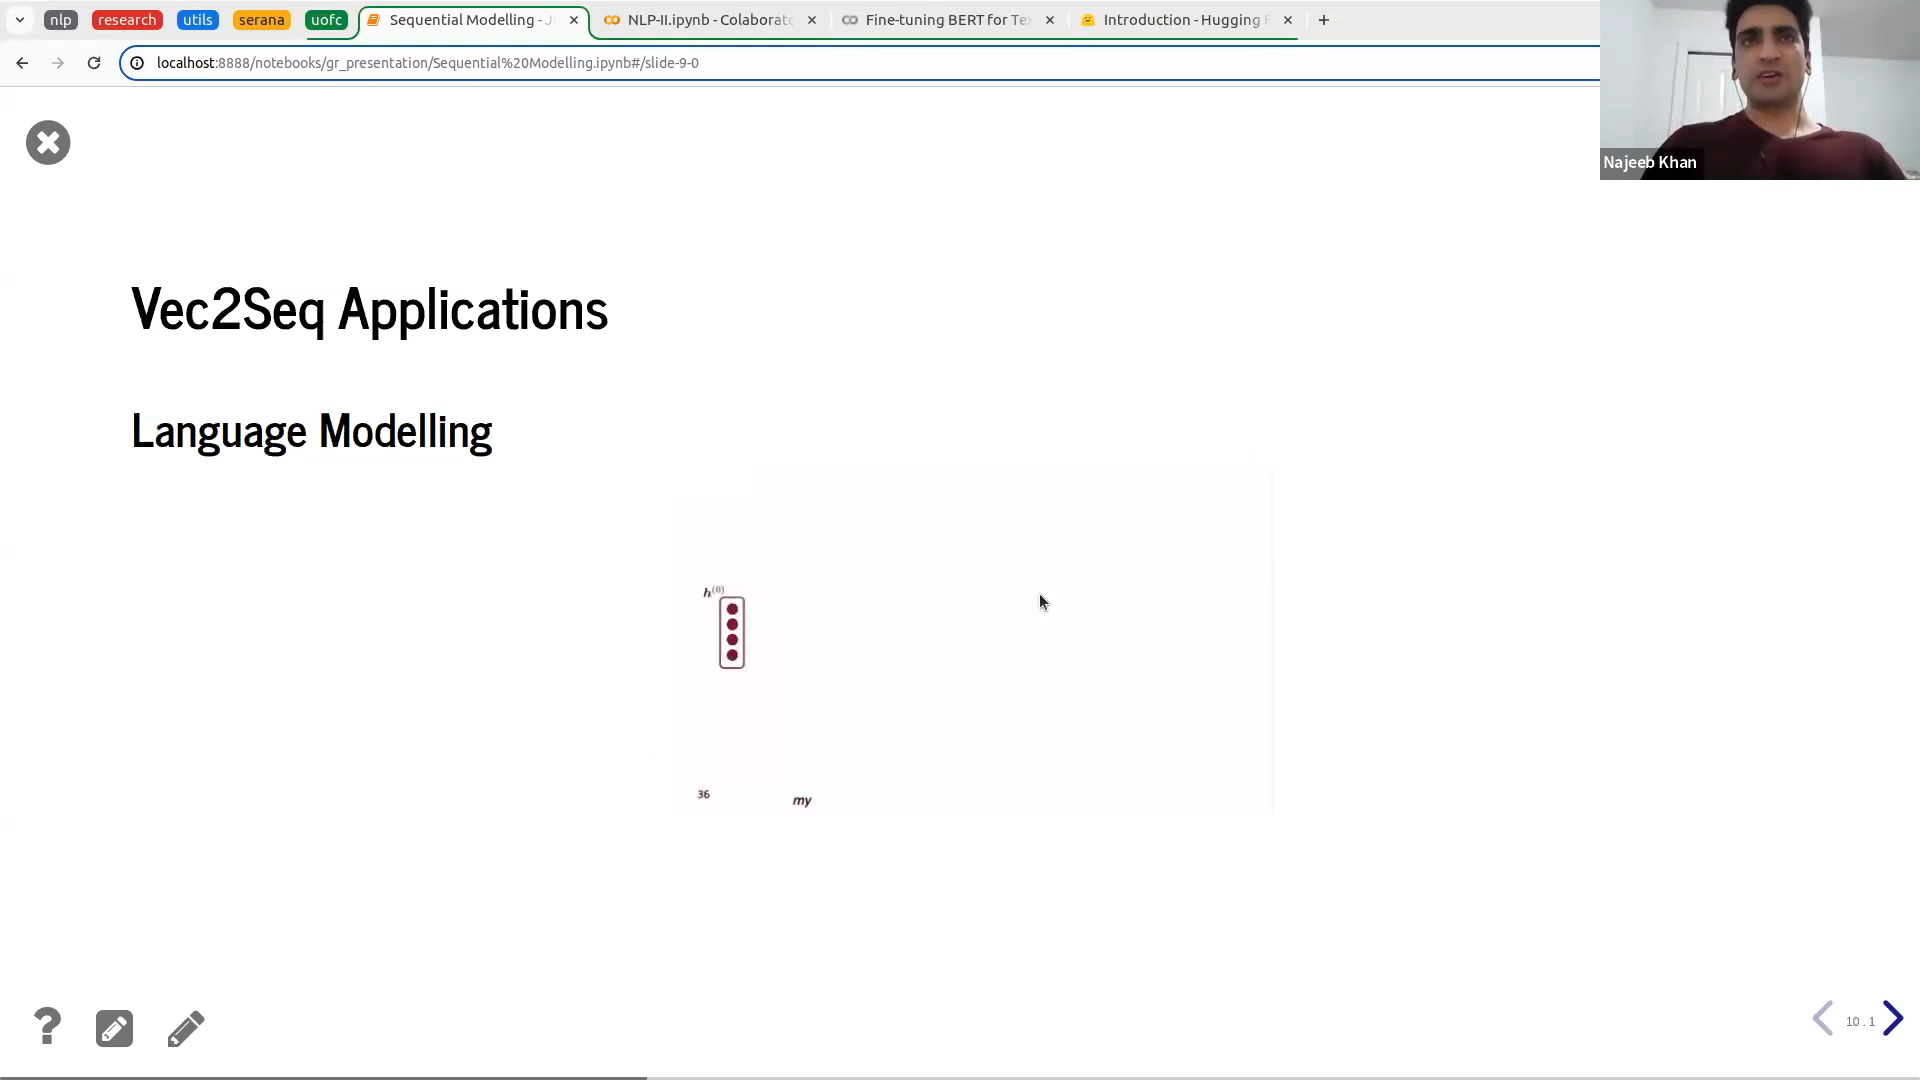 nlp research utils serana uofc Sequential Modelling - J NLP-II.ipynb - Colaborato Fine-tuning BERT for Te Introduction - Hugging F
localhost:8888/notebooks/gr_presentation/Sequential%20Modelling.ipynb#/slide-9-0
Najeeb Khan
Vec2Seq Applications
Language Modelling
h(0)
36 my
10 . 1